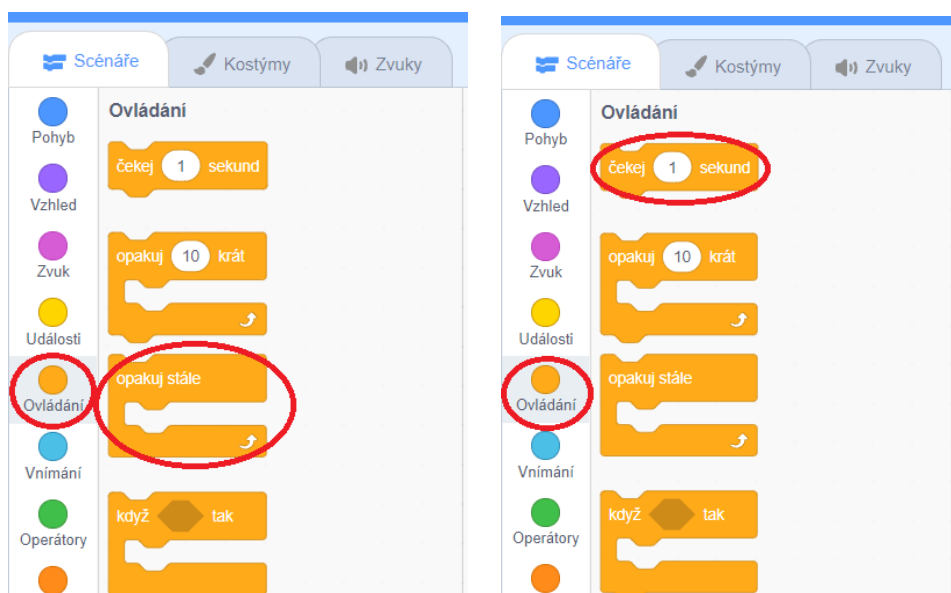 Scénáře Kostýmy Zvuky
Ovládání
Pohyb
čekej 1 sekund
Vzhled
opakuj 10 krát
Zvuk
Události
opakuj stále
Ovládání
Vnímání
když tak
Operátory
Scénáře Kostýmy Zvuky
Ovládání
Pohyb
čekej 1 sekund
Vzhled
opakuj 10 krát
Zvuk
Události
opakuj stále
Ovládání
Vnímání
když tak
Operátory